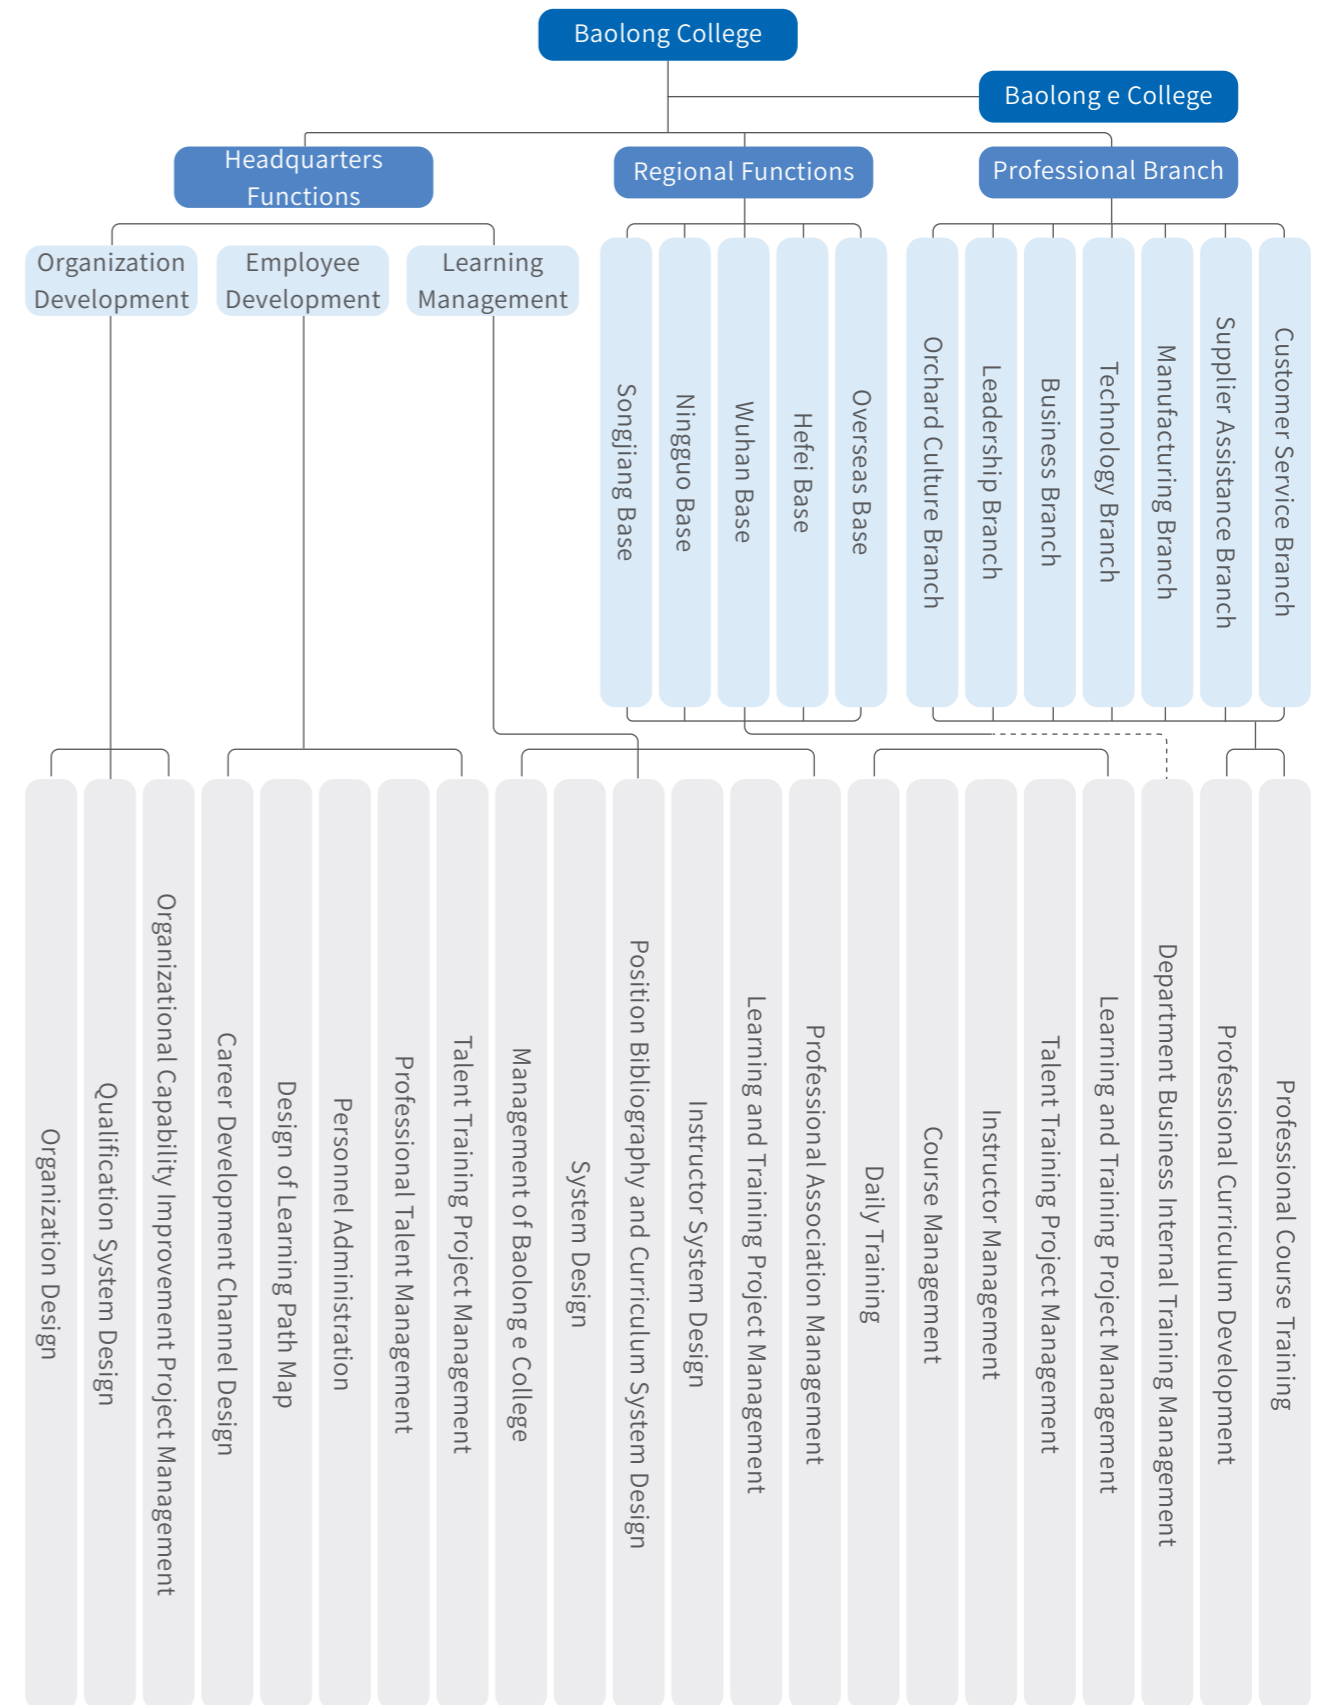 Baolong College
Baolong e College
Headquarters
Functions
Regional Functions
Professional Branch
Organization
Development
Employee
Development
Learning
Management
Songjiang Base
Ningguo Base
Wuhan Base
Hefei Base
Overseas Base
Orchard Culture Branch
Leadership Branch
Business Branch
Technology Branch
Manufacturing Branch
Supplier Assistance Branch
Customer Service Branch
Organization Design
Qualification System Design
Organizational Capability Improvement Project Management
Career Development Channel Design
Design of Learning Path Map
Personnel Administration
Professional Talent Management
Talent Training Project Management
Management of Baolong e College
System Design
Position Bibliography and Curriculum System Design
Instructor System Design
Learning and Training Project Management
Professional Association Management
Daily Training
Course Management
Instructor Management
Talent Training Project Management
Learning and Training Project Management
Department Business Internal Training Management
Professional Curriculum Development
Professional Course Training